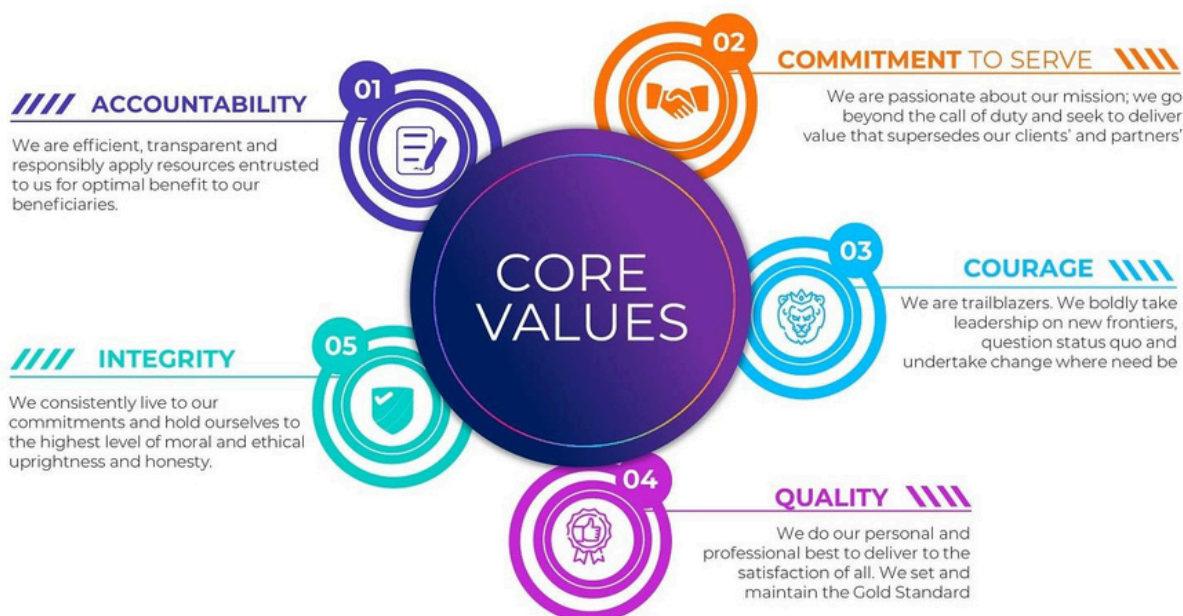 CORE
VALUES
01
ACCOUNTABILITY
We are efficient, transparent and
responsibly apply resources entrusted
to us for optimal benefit to our
beneficiaries.
02
COMMITMENT TO SERVE
We are passionate about our mission; we go
beyond the call of duty and seek to deliver
value that supersedes our clients’ and partners’
03
COURAGE
We are trailblazers. We boldly take
leadership on new frontiers,
question status quo and
undertake change where need be
04
QUALITY
We do our personal and
professional best to deliver to the
satisfaction of all. We set and
maintain the Gold Standard
05
INTEGRITY
We consistently live to our
commitments and hold ourselves to
the highest level of moral and ethical
uprightness and honesty.